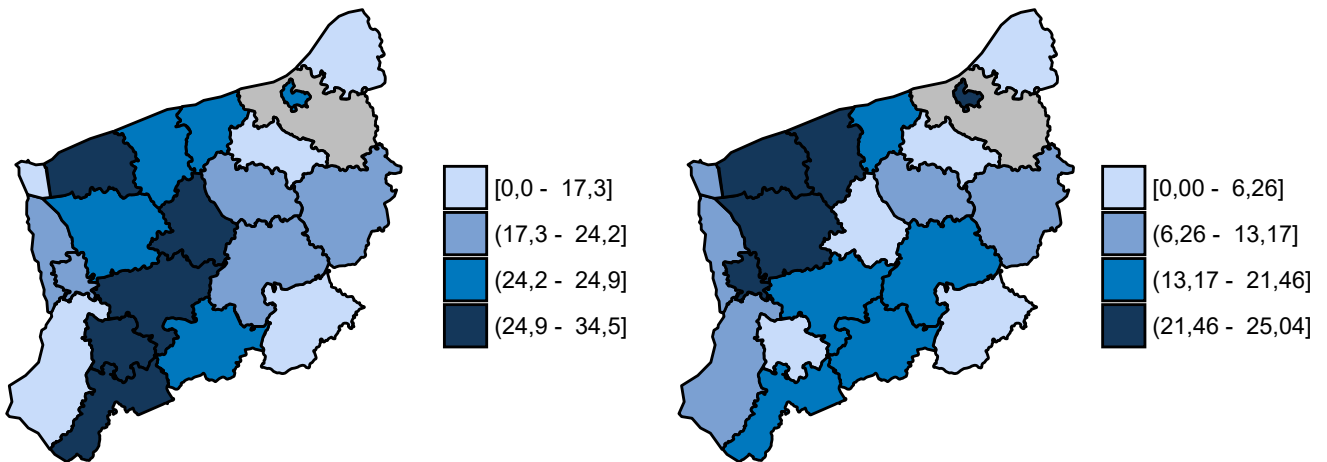 [0,0 - 17,3]
(17,3 - 24,2]
(24,2 - 24,9]
(24,9 - 34,5]
[0,00 - 6,26]
(6,26 - 13,17]
(13,17 - 21,46]
(21,46 - 25,04]